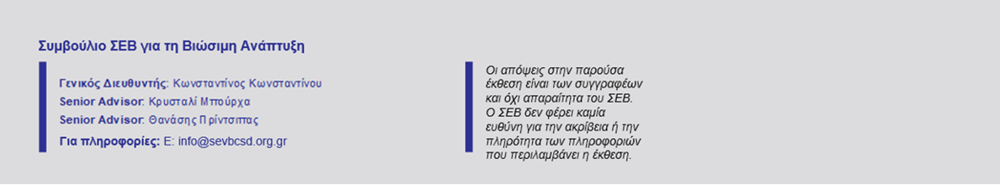 Συμβούλιο ΣΕΒ για τη Βιώσιμη Ανάπτυξη
Γενικός Διευθυντής: Κωνσταντίνος Κωνσταντίνου
Senior Advisor: Κρυσταλί Μπούρχα
Senior Advisor: Θανάσης Πρίντσιπας
Για πληροφορίες: E: info@sevbcsd.org.gr
Οι απόψεις στην παρούσα
έκθεση είναι των συγγραφέων
και όχι απαραίτητα του ΣΕΒ.
Ο ΣΕΒ δεν φέρει καμία
ευθύνη για την ακρίβεια ή την
πληρότητα των πληροφοριών
που περιλαμβάνει η έκθεση.